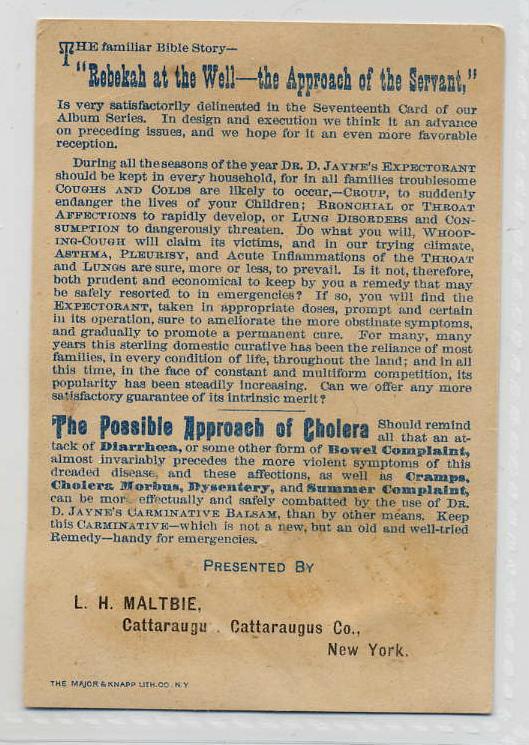 THE familiar Bible Story—
"Rebekah at the Well—the Approach of the Servant,"
Is very satisfactorily delineated in the Seventeenth Card of our
Album Series. In design and execution we think it an advance
on preceding issues, and we hope for it an even more favorable
reception.
During all the seasons of the year DR. D. JAYNE'S EXPECTORANT
should be kept in every household, for in all families troublesome
COUGHS AND COLDS are likely to occur,—CROUP, to suddenly
endanger the lives of your Children; BRONCHIAL or THROAT
AFFECTIONS to rapidly develop, or LUNG DISORDERS and CON-
SUMPTION to dangerously threaten. Do what you will, WHOOP-
ING-COUGH will claim its victims, and in our trying climate,
ASTHMA, PLEURISY, and Acute Inflammations of the THROAT
and LUNGS are sure, more or less, to prevail. Is it not, therefore,
both prudent and economical to keep by you a remedy that may
be safely resorted to in emergencies? If so, you will find the
EXPECTORANT, taken in appropriate doses, prompt and certain
in its operation, sure to ameliorate the more obstinate symptoms,
and gradually to promote a permanent cure. For many, many
years this sterling domestic curative has been the reliance of most
families, in every condition of life, throughout the land; and in all
this time, in the face of constant and multiform competition, its
popularity has been steadily increasing. Can we offer any more
satisfactory guarantee of its intrinsic merit?
The Possible Approach of Cholera Should remind
all that an at-
tack of Diarrhœa, or some other form of Bowel Complaint,
almost invariably precedes the more violent symptoms of this
dreaded disease, and these affections, as well as Cramps,
Cholera Morbus, Dysentery, and Summer Complaint,
can be mor effectually and safely combatted by the use of DR.
D. JAYNE'S CARMINATIVE BALSAM, than by other means. Keep
this CARMINATIVE—which is not a new, but an old and well-tried
Remedy—handy for emergencies.
PRESENTED BY
L. H. MALTBIE,
Cattaraugu . Cattaraugus Co.,
New York.
THE MAJOR & KNAPP LITH. CO. N.Y